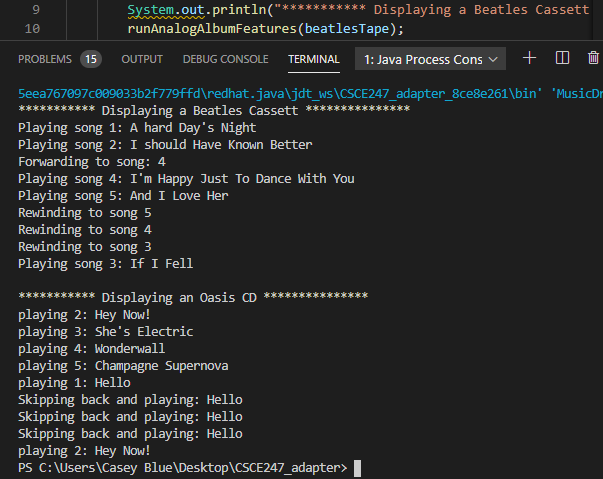 9 System.out.println("*********** Displaying a Beatles Cassett
10 runAnalogAlbumFeatures(beatlesTape);
PROBLEMS 15 OUTPUT DEBUG CONSOLE TERMINAL 1: Java Process Cons
5eea767097c009033b2f779ffd\redhat.java\jdt_ws\CSCE247_adapter_8ce8e261\bin' 'MusicDr
*********** Displaying a Beatles Cassett ***************
Playing song 1: A hard Day's Night
Playing song 2: I should Have Known Better
Forwarding to song: 4
Playing song 4: I'm Happy Just To Dance With You
Playing song 5: And I Love Her
Rewinding to song 5
Rewinding to song 4
Rewinding to song 3
Playing song 3: If I Fell
*********** Displaying an Oasis CD ***************
playing 2: Hey Now!
playing 3: She's Electric
playing 4: Wonderwall
playing 5: Champagne Supernova
playing 1: Hello
Skipping back and playing: Hello
Skipping back and playing: Hello
Skipping back and playing: Hello
playing 2: Hey Now!
PS C:\Users\Casey Blue\Desktop\CSCE247_adapter>